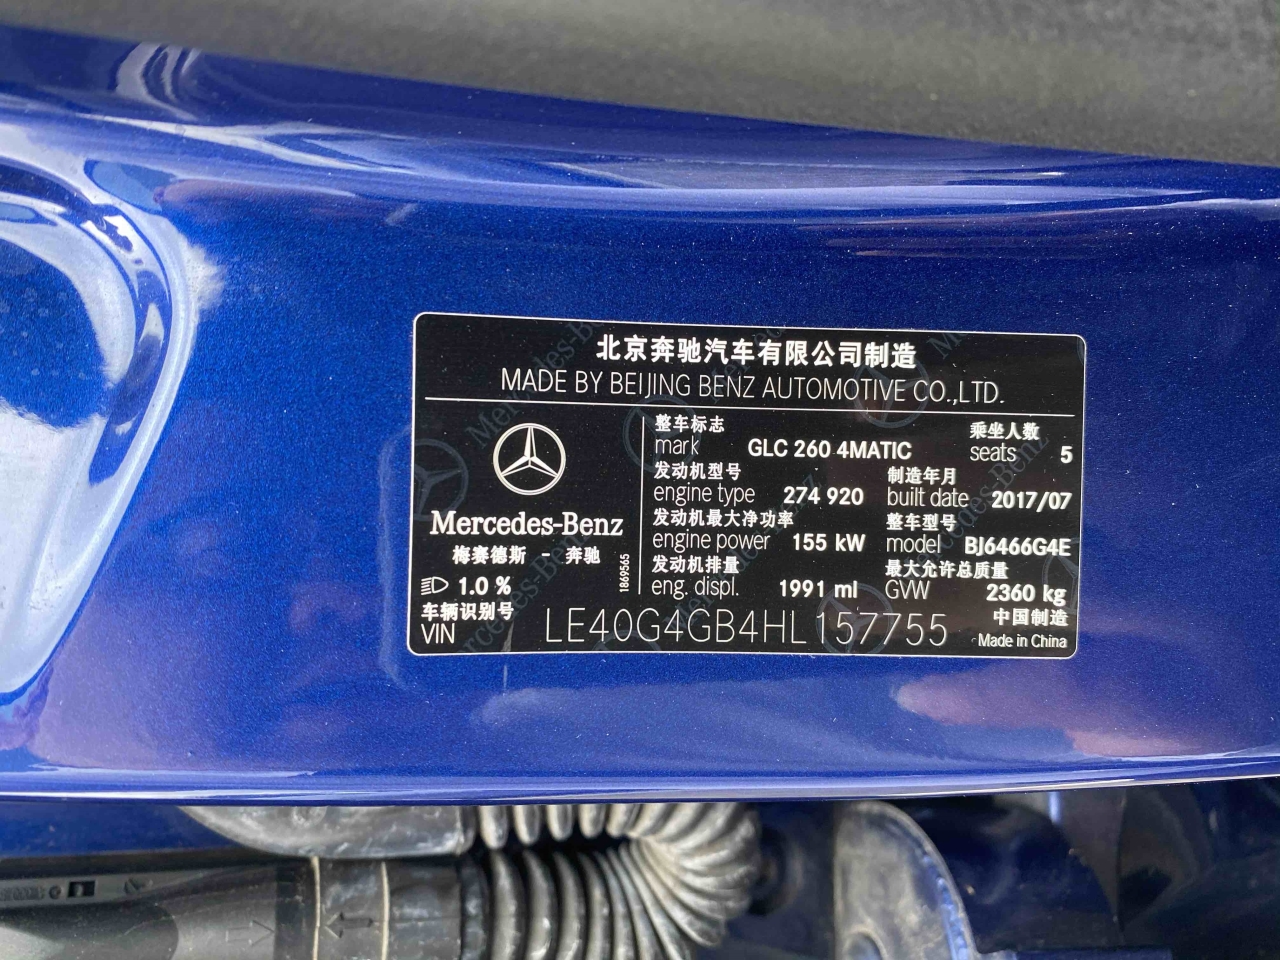 北京奔驰汽车有限公司制造
MADE BY BEIJING BENZ AUTOMOTIVE CO.,LTD.
Mercedes-Benz
梅赛德斯 - 奔驰
1.0 %
1869565
整车标志
mark GLC 260 4MATIC
乘坐人数
seats 5
发动机型号
engine type 274 920
制造年月
built date 2017/07
发动机最大净功率
engine power 155 kW
整车型号
model BJ6466G4E
发动机排量
eng. displ. 1991 ml
最大允许总质量
GVW 2360 kg
车辆识别号
VIN LE40G4GB4HL157755
中国制造
Made in China